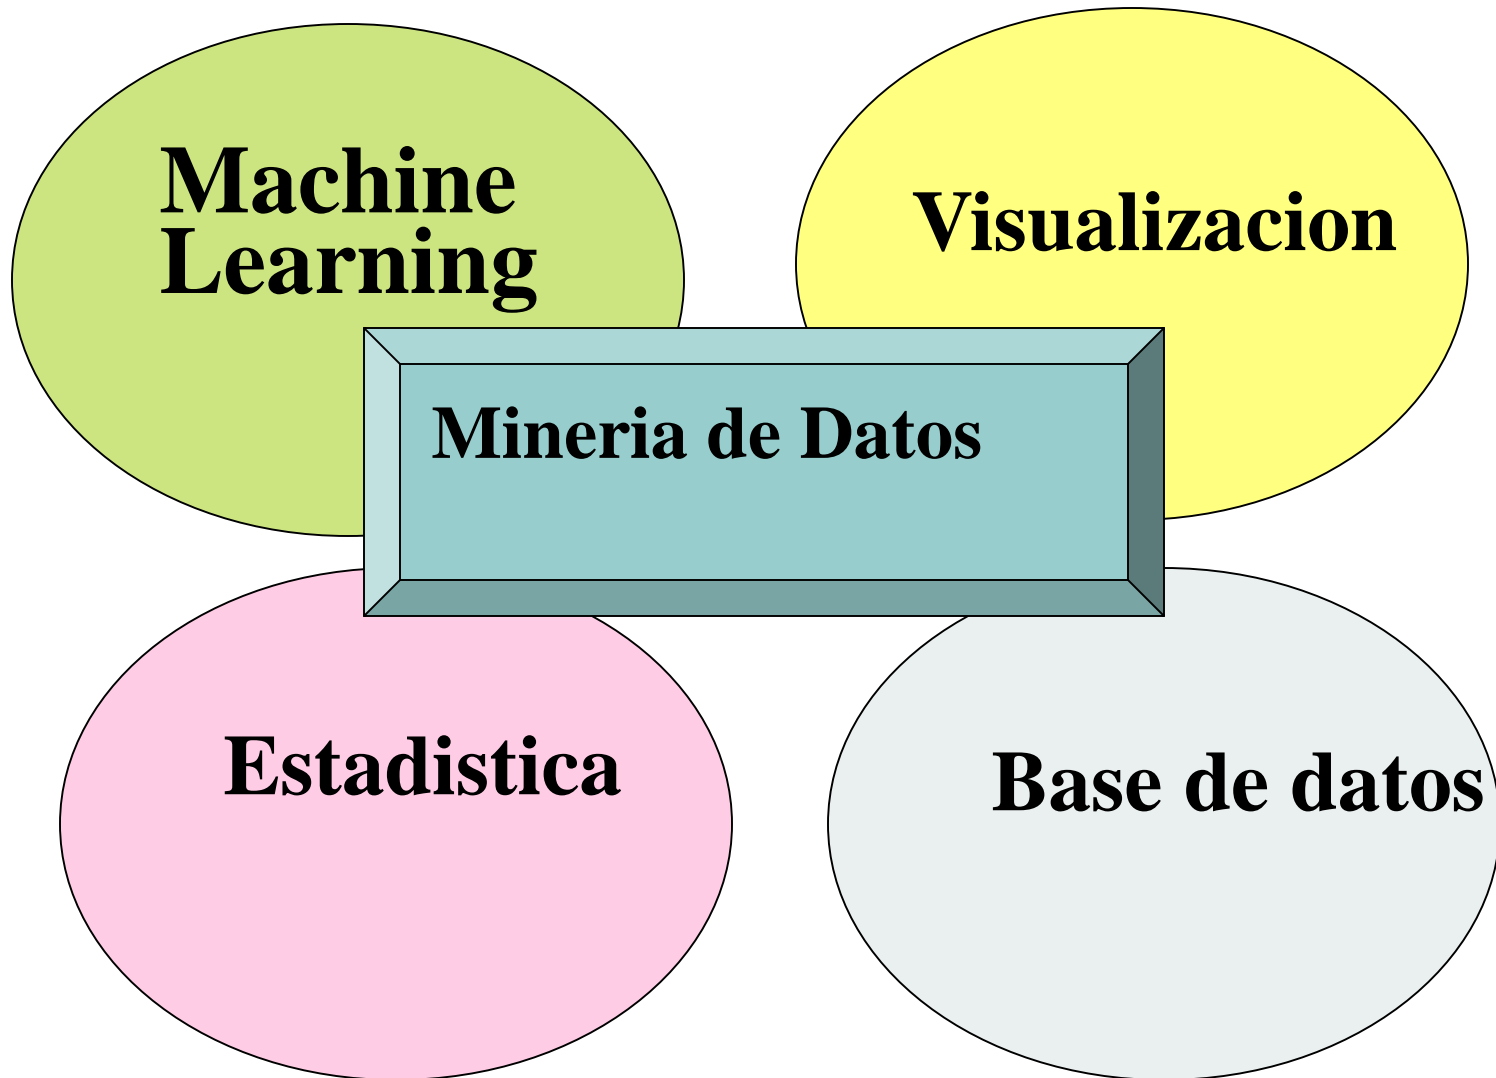 Machine
Learning
Visualizacion
Mineria de Datos
Estadistica
Base de datos